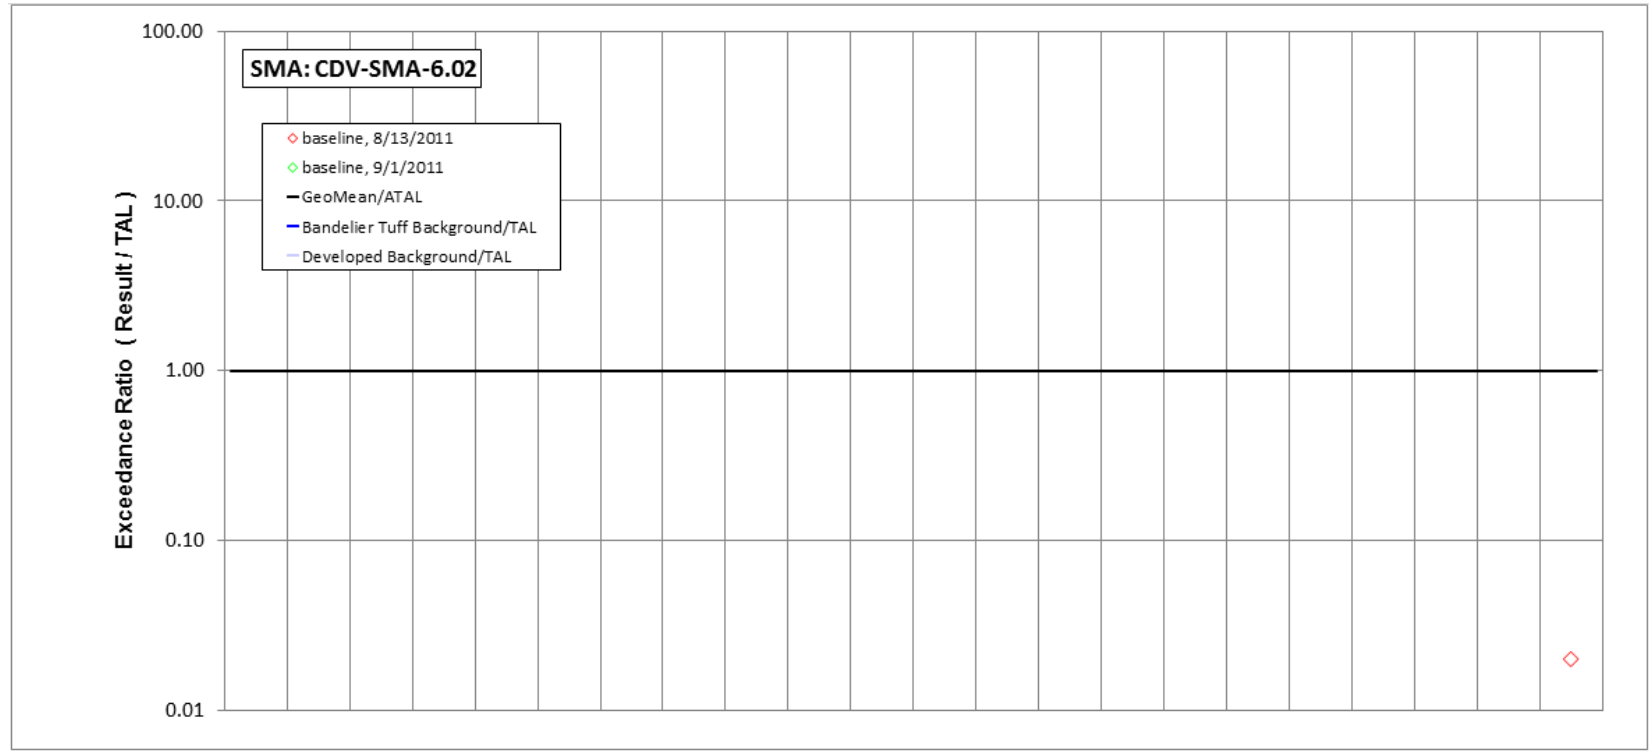 SMA: CDV-SMA-6.02
baseline, 8/13/2011
baseline, 9/1/2011
GeoMean/ATAL
Bandelier Tuff Background/TAL
Developed Background/TAL
Exceedance Ratio ( Result / TAL )
100.00
10.00
1.00
0.10
0.01